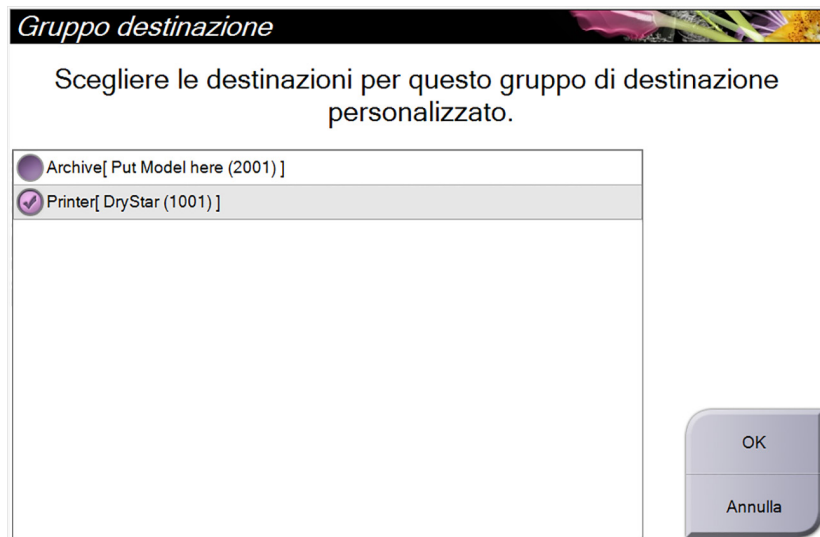 Gruppo destinazione
Scegliere le destinazioni per questo gruppo di destinazione
personalizzato.
Archive[ Put Model here (2001) ]
Printer[ DryStar (1001) ]
OK
Annulla